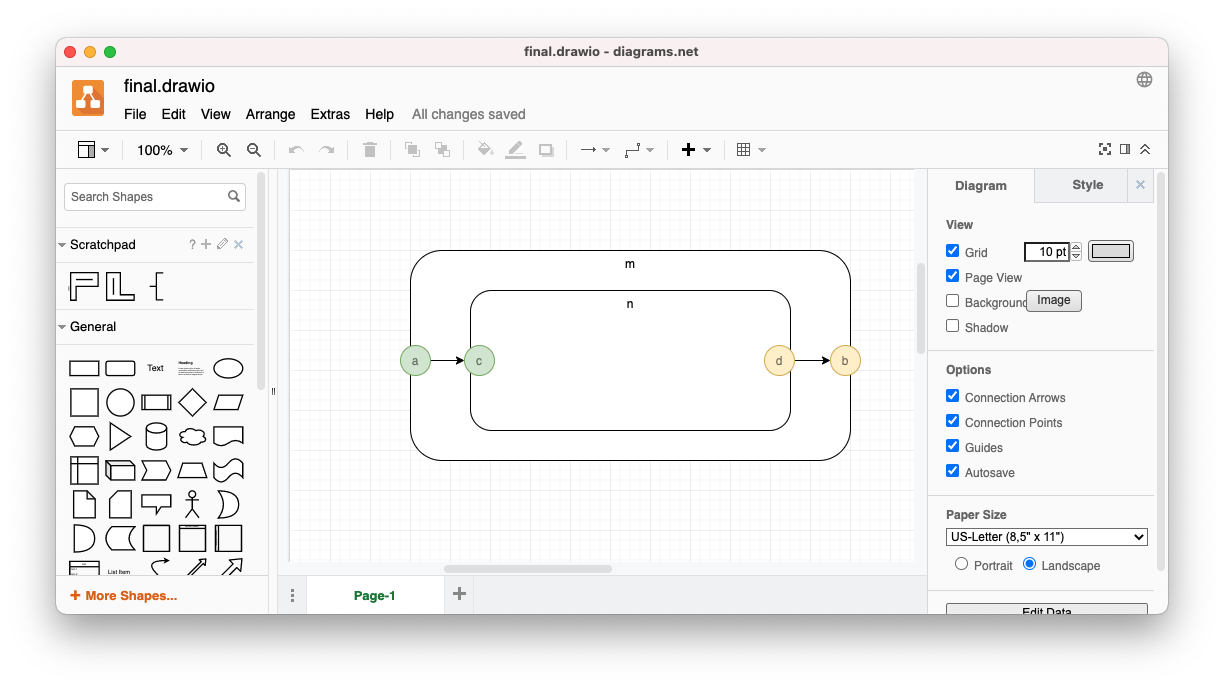 final.drawio - diagrams.net
final.drawio
File Edit View Arrange Extras Help All changes saved
100%
Search Shapes
Scratchpad
?
General
Text
Heading
List Item
More Shapes...
m
n
a
c
d
b
Page-1
Diagram
Style
View
Grid
10 pt
Page View
Background
Image
Shadow
Options
Connection Arrows
Connection Points
Guides
Autosave
Paper Size
US-Letter (8,5" x 11")
Portrait
Landscape
Edit Data